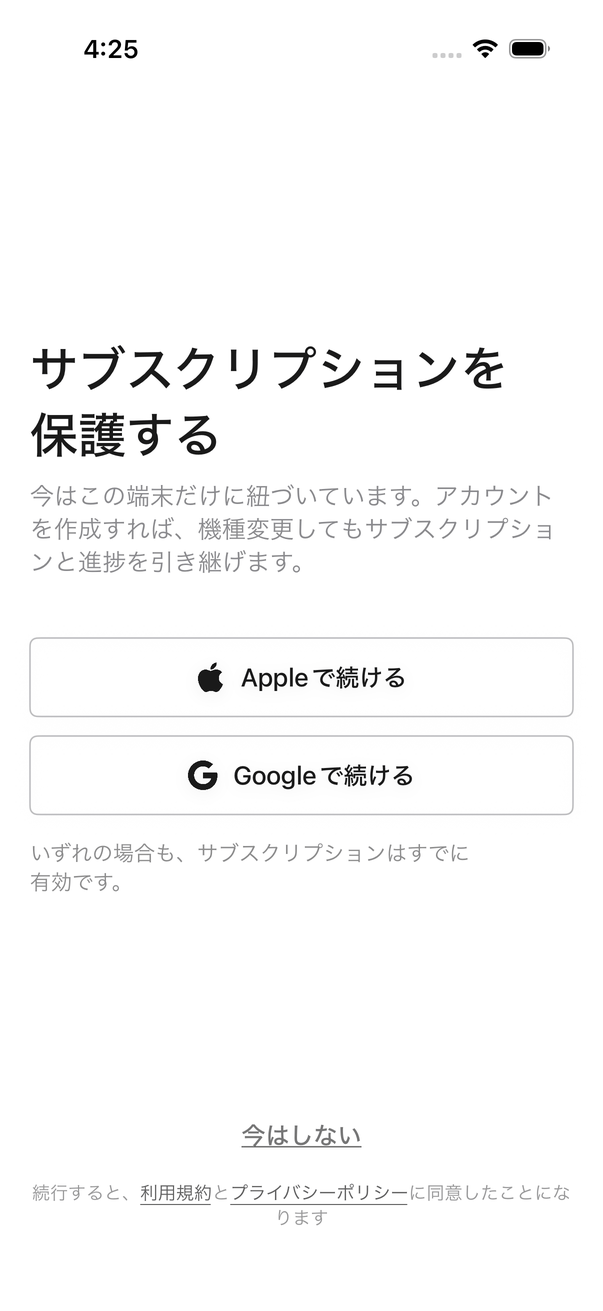 4:25
サブスクリプションを
保護する
今はこの端末だけに紐づいています。アカウント
を作成すれば、機種変更してもサブスクリプショ
ンと進捗を引き継げます。
Appleで続ける
Googleで続ける
いずれの場合も、サブスクリプションはすでに
有効です。
今はしない
続行すると、利用規約とプライバシーポリシーに同意したことにな
ります